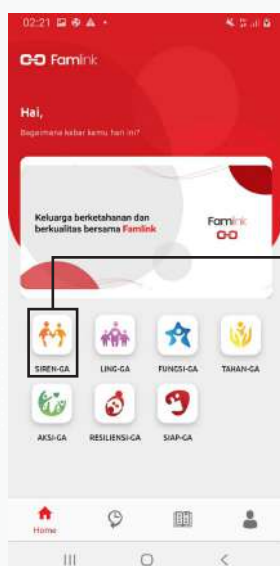 02:21
Famlink
Hai,
Bagaimana kabar kamu hari ini?
Keluarga berketahanan dan
berkualitas bersama Famlink
Famlink
SIREN-GA LING-GA FUNGSI-GA TAHAN-GA
AKSI-GA RESILIENSI-GA SIAP-GA
Home